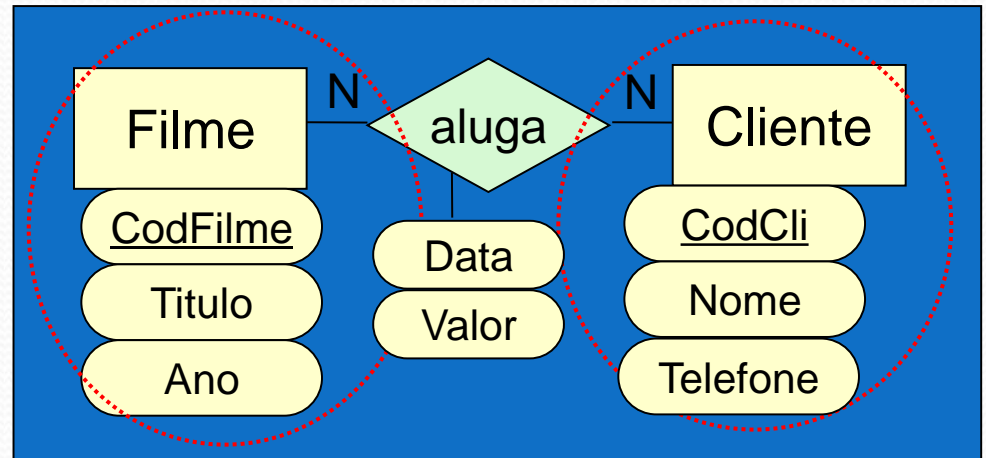 Filme
N
aluga
N
Cliente
CodFilme
Titulo
Ano
Data
Valor
CodCli
Nome
Telefone